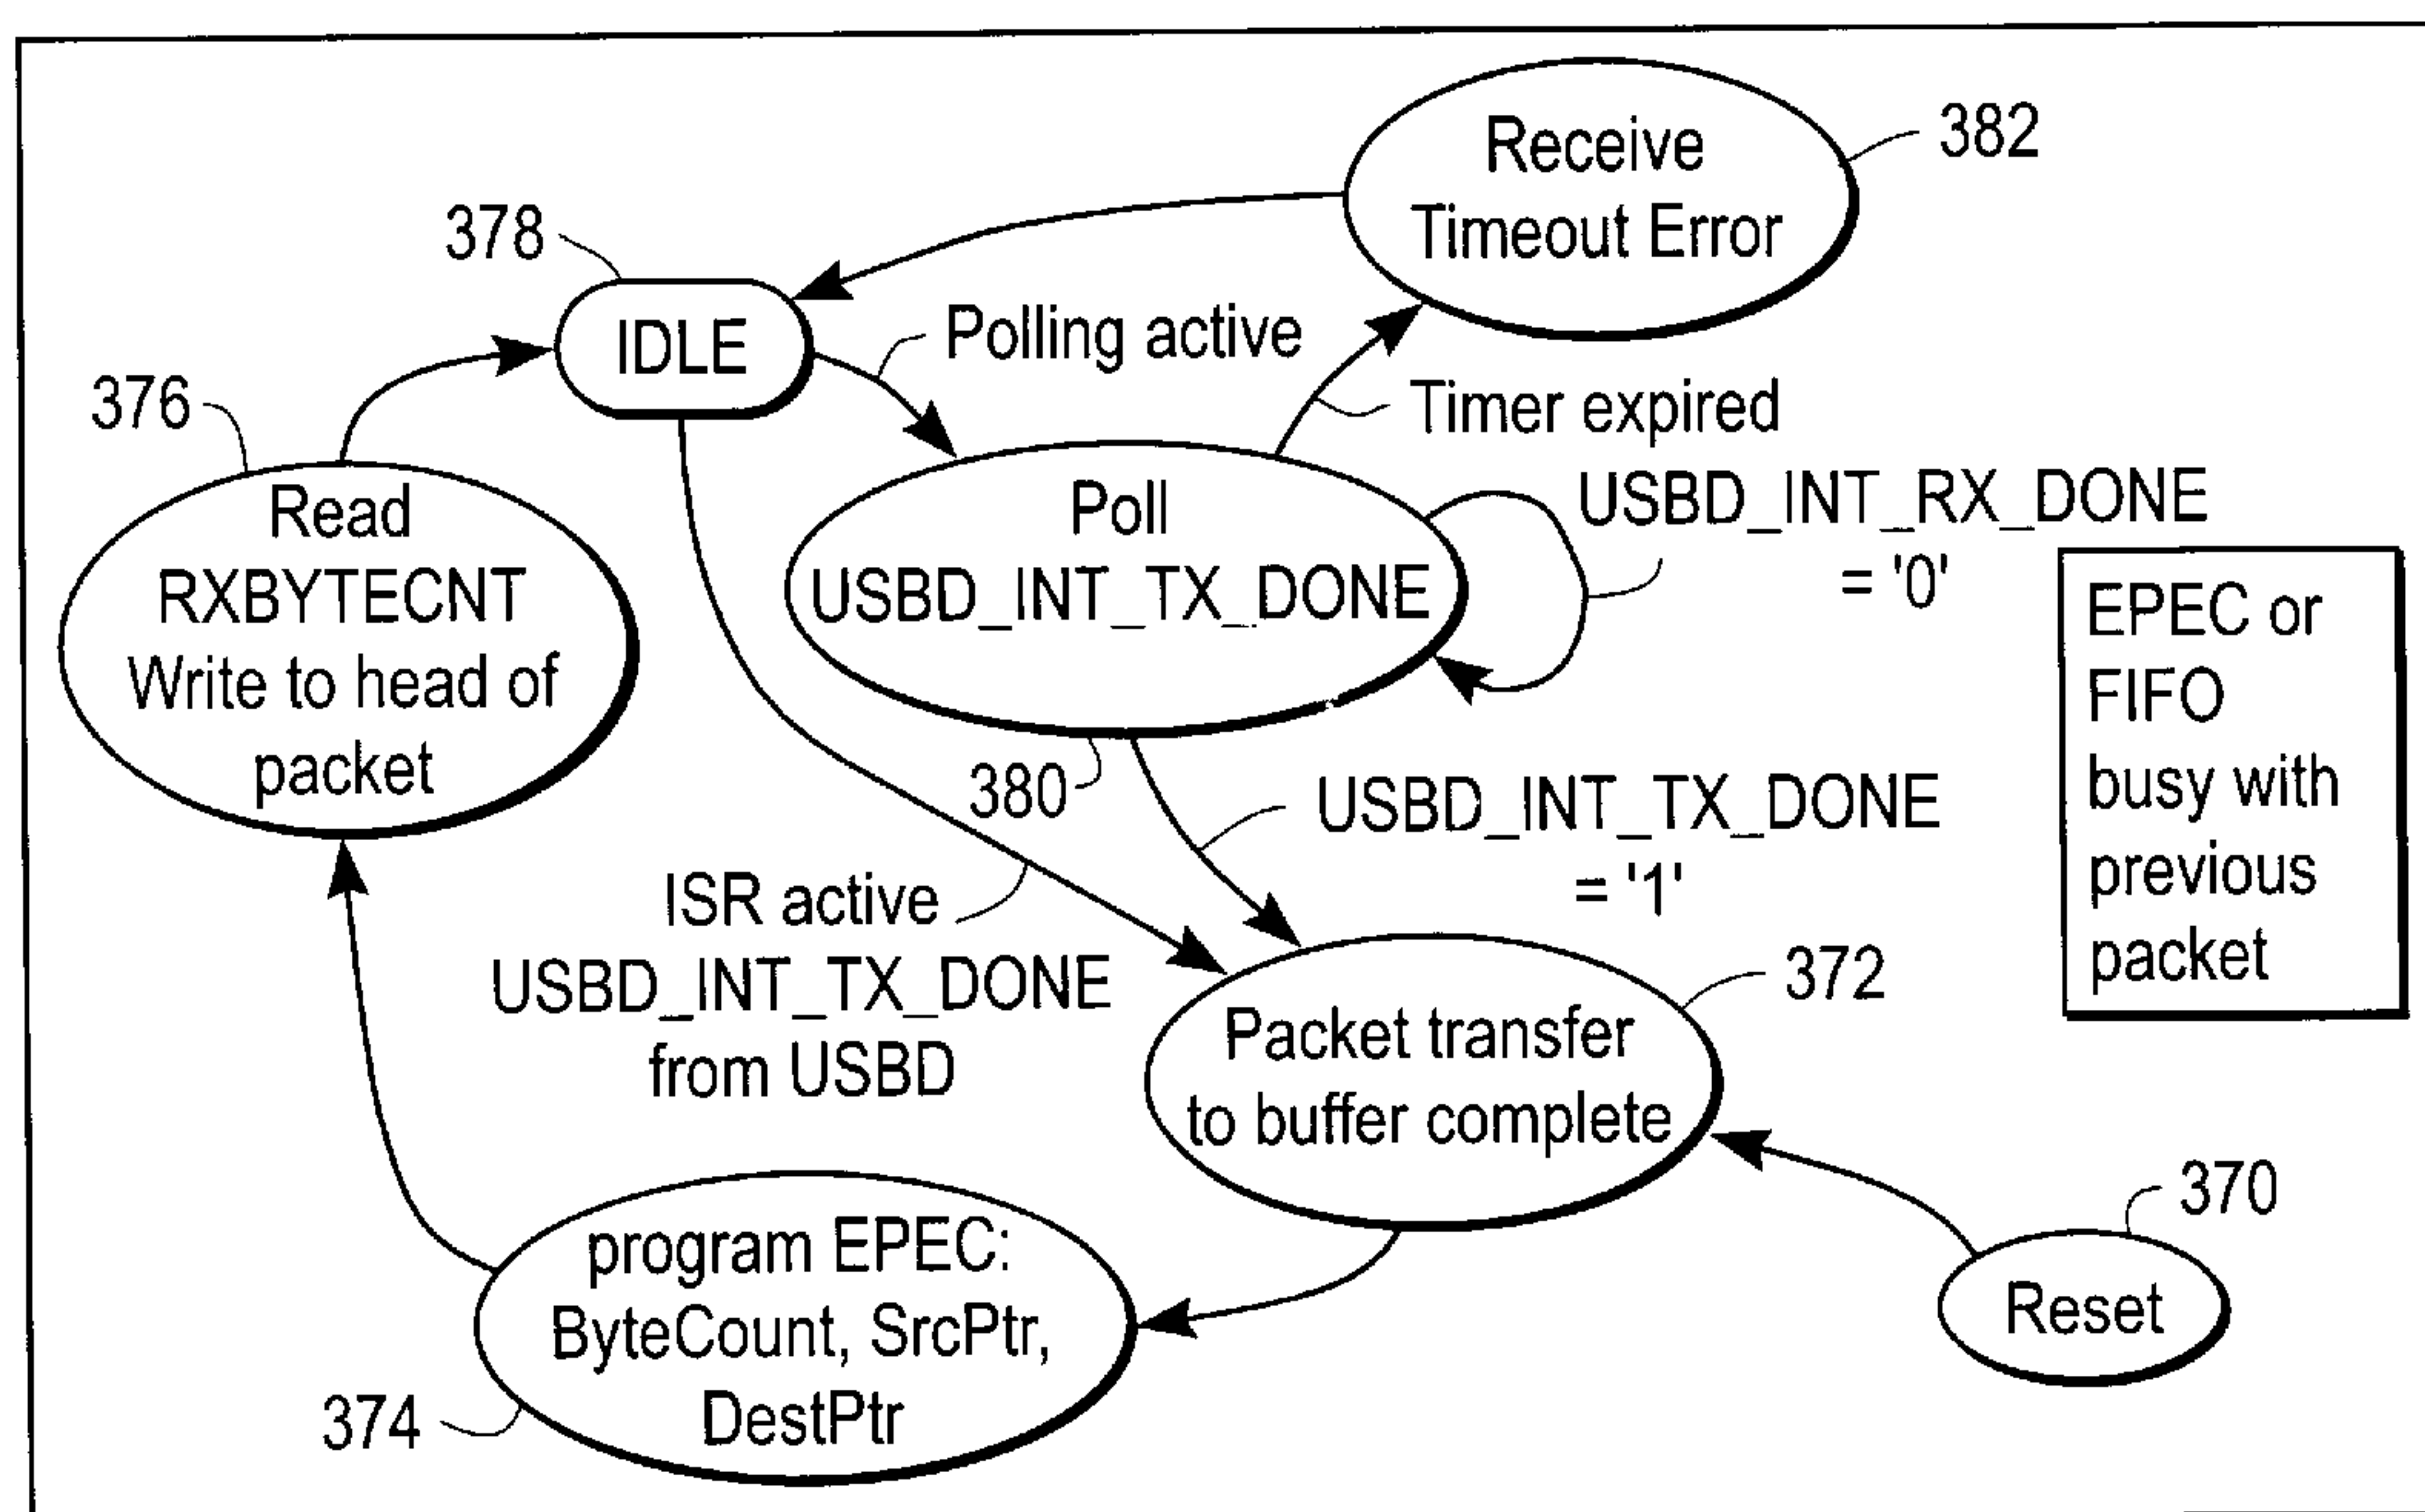 Receive
Timeout Error
382
378
IDLE
Polling active
Timer expired
376
Read
RXBYTECNT
Write to head of
packet
Poll
USBD_INT_TX_DONE
USBD_INT_RX_DONE
= '0'
EPEC or
FIFO
busy with
previous
packet
380
USBD_INT_TX_DONE
= '1'
ISR active
USBD_INT_TX_DONE
from USBD
372
Packet transfer
to buffer complete
370
Reset
program EPEC:
ByteCount, SrcPtr,
DestPtr
374